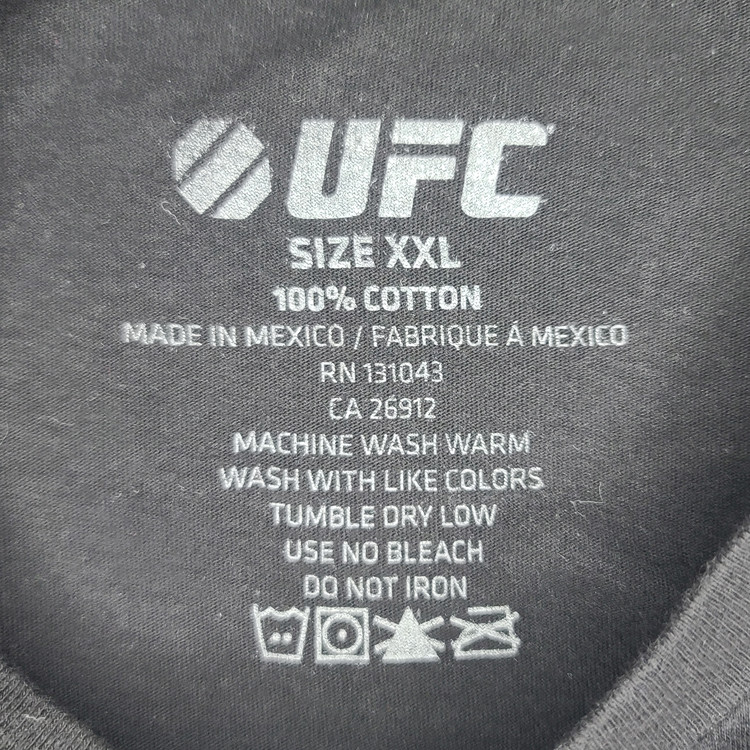 UFC
SIZE XXL
100% COTTON
MADE IN MEXICO / FABRIQUE À MEXICO
RN 131043
CA 26912
MACHINE WASH WARM
WASH WITH LIKE COLORS
TUMBLE DRY LOW
USE NO BLEACH
DO NOT IRON